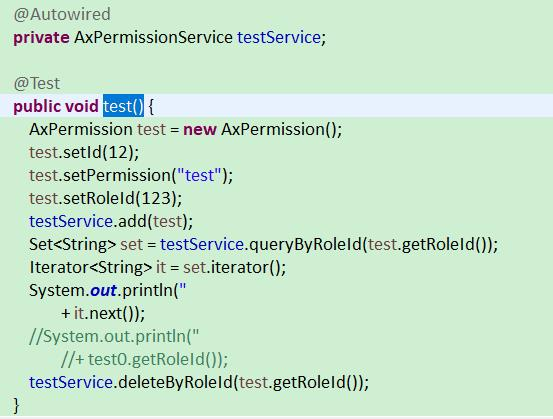 @Autowired
private AxPermissionService testService;
@Test
public void test() {
AxPermission test = new AxPermission();
test.setId(12);
test.setPermission("test");
test.setRoleId(123);
testService.add(test);
Set<String> set = testService.queryByRoleId(test.getRoleId());
Iterator<String> it = set.iterator();
System.out.println("
+ it.next());
//System.out.println("
//+ test0.getRoleId());
testService.deleteByRoleId(test.getRoleId());
}